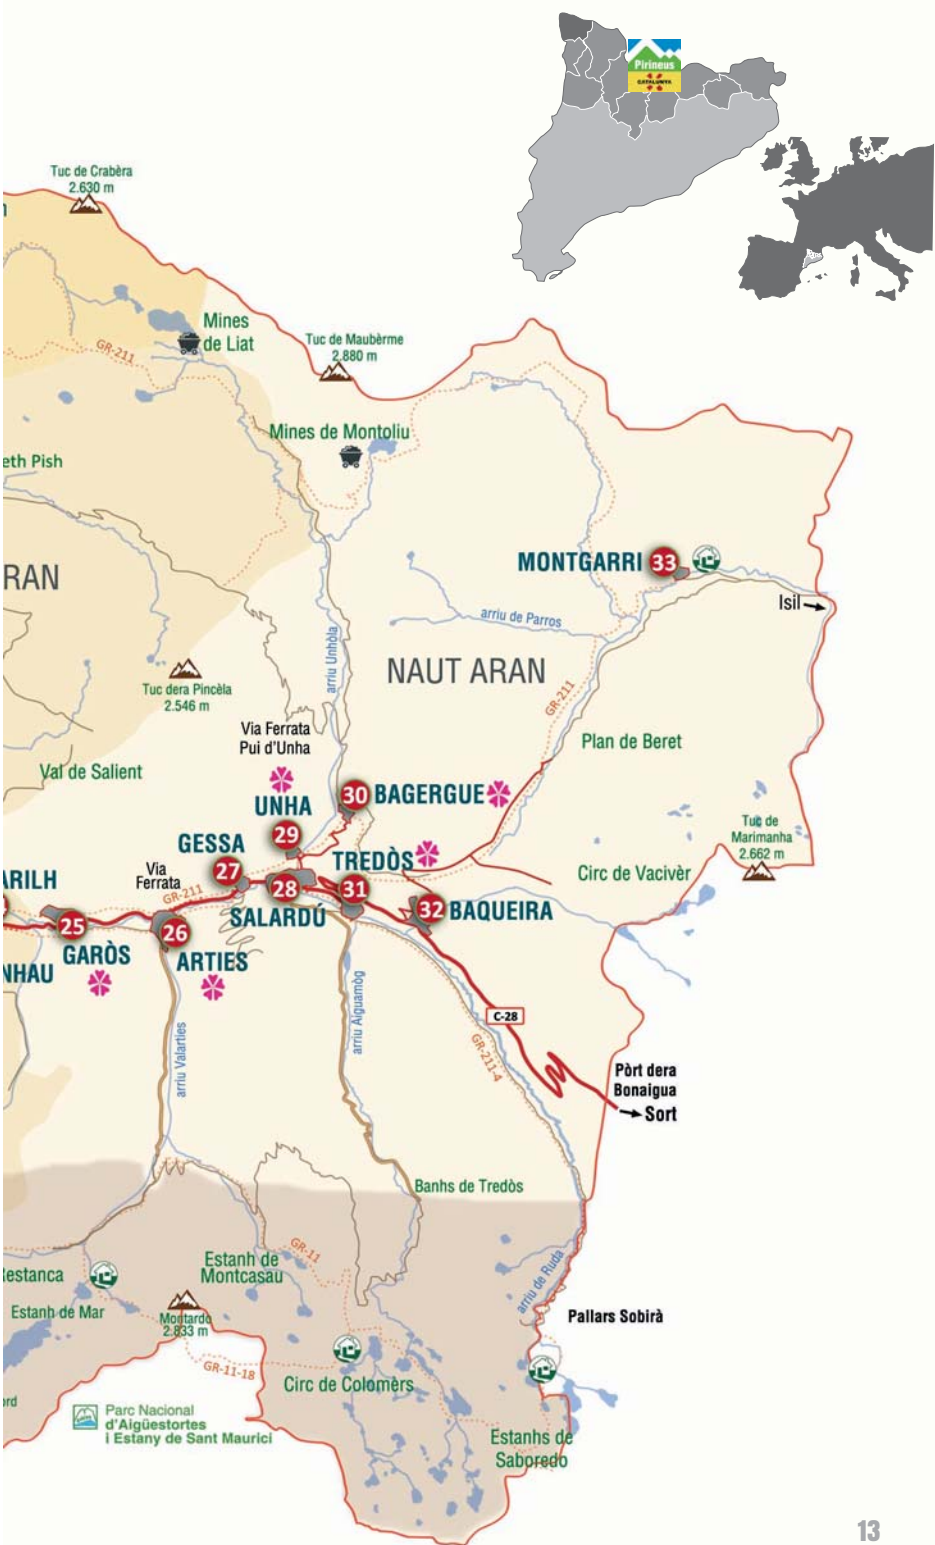 Pirineus
CATALUNYA
Tuc de Crabèra
2.630 m
Mines
de Liat
GR-211
Tuc de Maubèrme
2.880 m
Mines de Montoliu
eth Pish
RAN
MONTGARRI 33
Isil
arriu de Parros
arriu Unhòla
NAUT ARAN
Tuc dera Pincèla
2.546 m
GR-211
Via Ferrata
Pui d'Unha
Plan de Beret
Val de Salient
30 BAGERGUE
UNHA
29
Tuc de
Marimanha
2.662 m
GESSA
27
TREDÒS
Via
Ferrata
GR-211
Circ de Vacivèr
ARILH
28
31
SALARDÚ
32 BAQUEIRA
25
26
GARÒS
ARTIES
NHAU
arriu Aiguamòg
C-28
arriu Valarties
GR-211-4
Pòrt dera
Bonaigua
Sort
Banhs de Tredòs
GR-11
Estanh de
Montcasau
arriu de Ruda
Restanca
Estanh de Mar
Montardo
2.833 m
Pallars Sobirà
GR-11-18
Circ de Colomèrs
ord
Parc Nacional
d'Aigüestortes
i Estany de Sant Maurici
Estanhs de
Saboredo
13